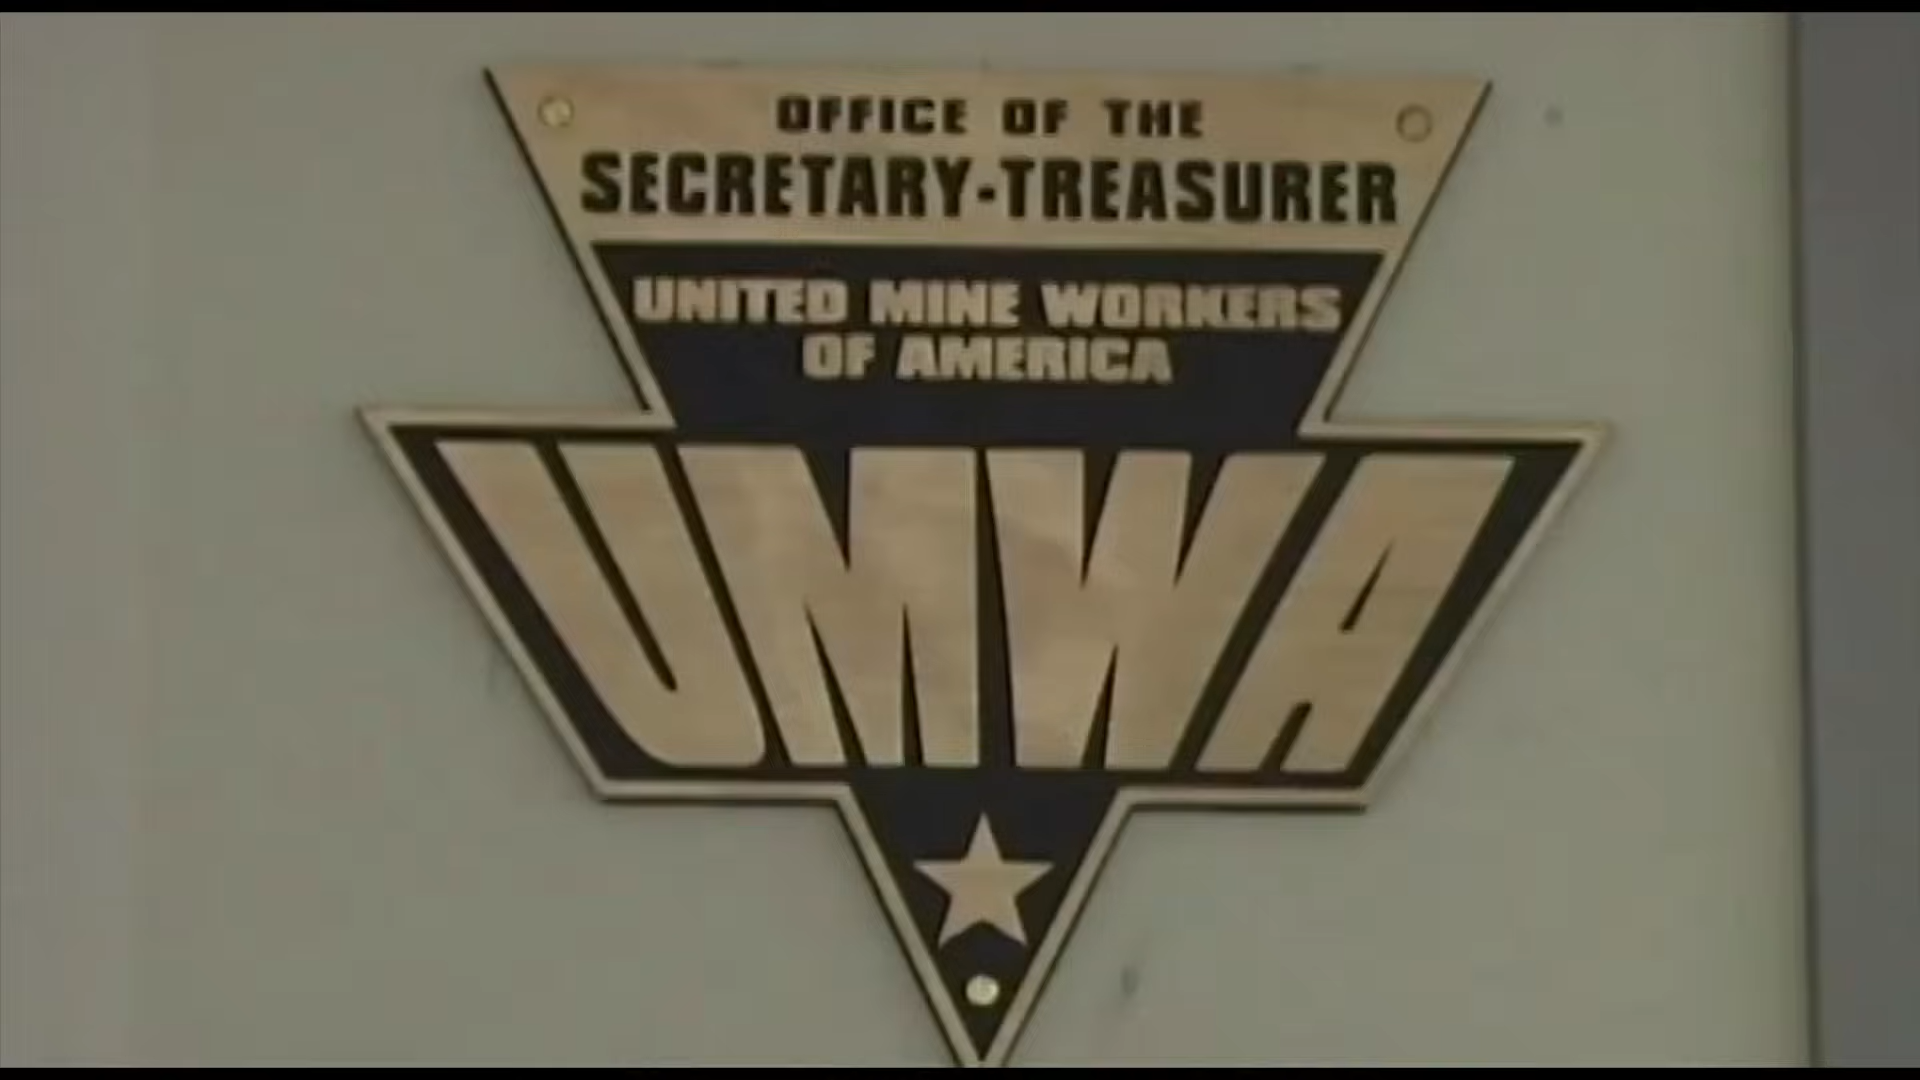 OFFICE OF THE
SECRETARY-TREASURER
UNITED MINE WORKERS
OF AMERICA
UMWA